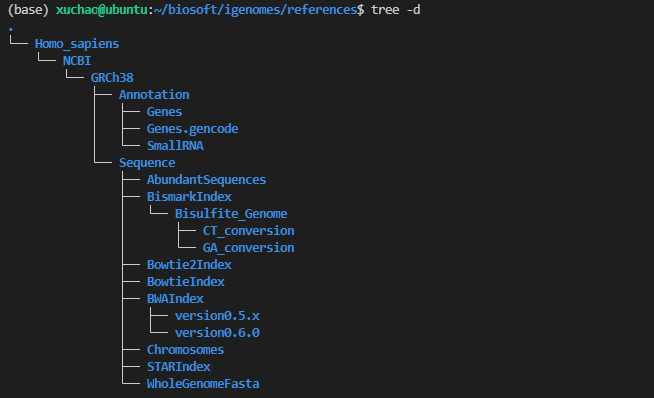 (base) xuchao@ubuntu:~/biosoft/igenomes/references$ tree -d
.
└── Homo_sapiens
    └── NCBI
        └── GRCh38
            ├── Annotation
            │   ├── Genes
            │   ├── Genes.gencode
            │   └── SmallRNA
            └── Sequence
                ├── AbundantSequences
                ├── BismarkIndex
                │   └── Bisulfite_Genome
                │       ├── CT_conversion
                │       └── GA_conversion
                ├── Bowtie2Index
                ├── BowtieIndex
                ├── BWAIndex
                │   ├── version0.5.x
                │   └── version0.6.0
                ├── Chromosomes
                ├── STARIndex
                └── WholeGenomeFasta